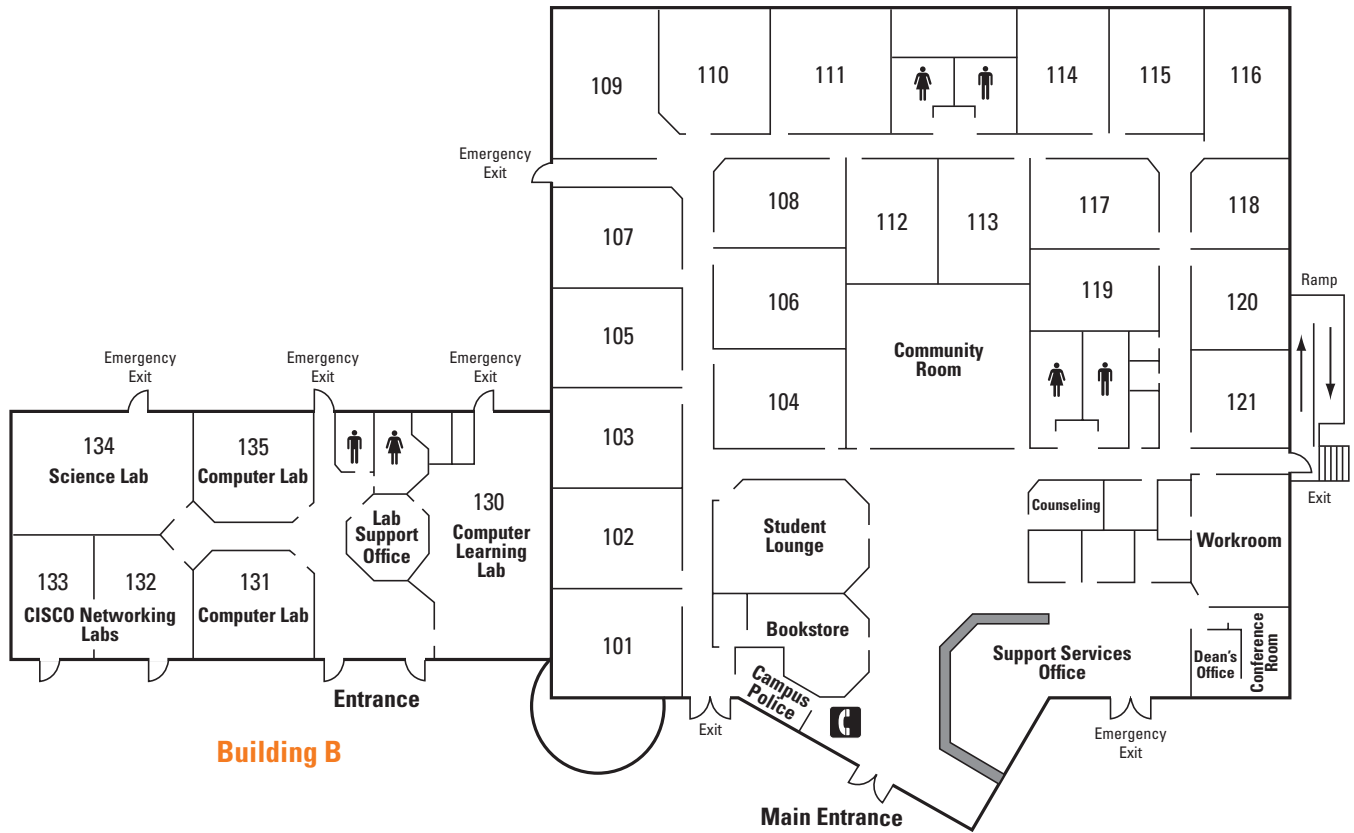 109
110
111
114
115
116
Emergency
Exit
108
112
113
117
118
107
106
119
120
Ramp
105
Community
Room
104
121
103
Emergency
Exit
Emergency
Exit
Emergency
Exit
134
Science Lab
135
Computer Lab
130
Computer
Learning
Lab
Lab
Support
Office
102
Student
Lounge
Counseling
Workroom
Exit
133
132
CISCO Networking
Labs
131
Computer Lab
101
Bookstore
Support Services
Office
Dean's
Office
Conference
Room
Campus
Police
Entrance
Exit
Emergency
Exit
Building B
Main Entrance